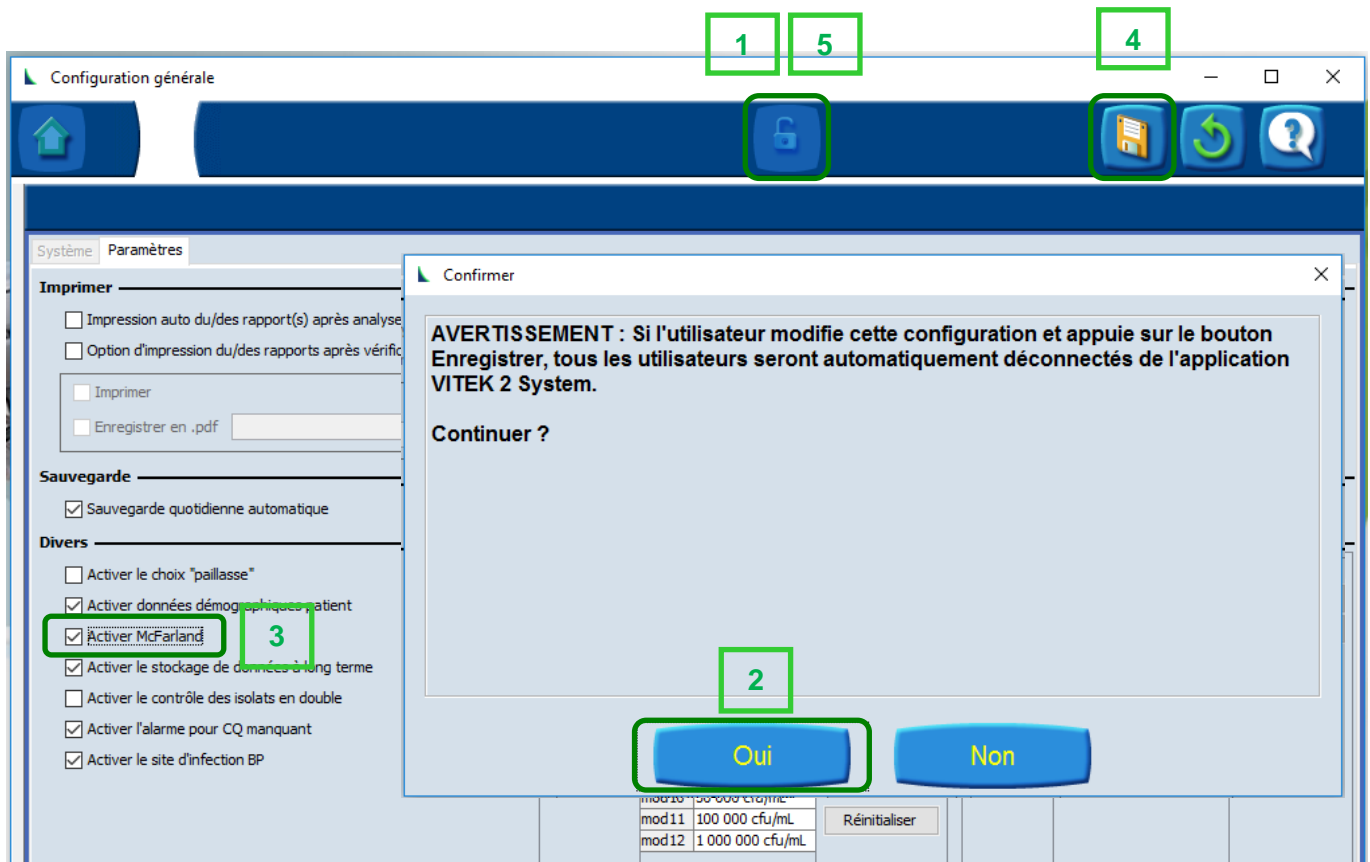 1
5
4
Configuration générale
Système
Paramètres
Imprimer
Impression auto du/des rapport(s) après analyse
Option d'impression du/des rapports après vérific
Imprimer
Enregistrer en .pdf
Sauvegarde
Sauvegarde quotidienne automatique
Divers
Activer le choix "paillasse"
Activer données démographiques patient
Activer McFarland
3
Activer le stockage de données à long terme
Activer le contrôle des isolats en double
Activer l'alarme pour CQ manquant
Activer le site d'infection BP
Confirmer
AVERTISSEMENT : Si l'utilisateur modifie cette configuration et appuie sur le bouton
Enregistrer, tous les utilisateurs seront automatiquement déconnectés de l'application
VITEK 2 System.
Continuer ?
2
Oui
Non
mod11 100 000 cfu/mL
Réinitialiser
mod12 1 000 000 cfu/mL